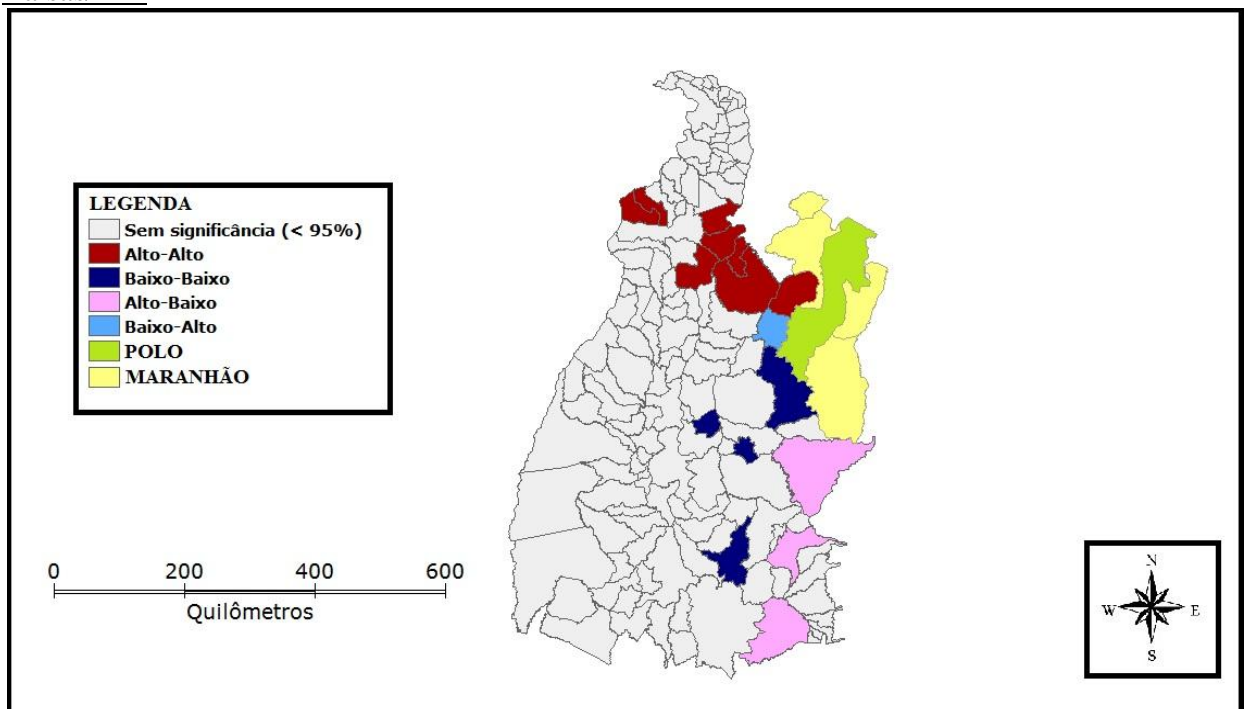 LEGENDA
Sem significância (< 95%)
Alto-Alto
Baixo-Baixo
Alto-Baixo
Baixo-Alto
POLO
MARANHÃO
0 200 400 600
Quilômetros
N
W E
S